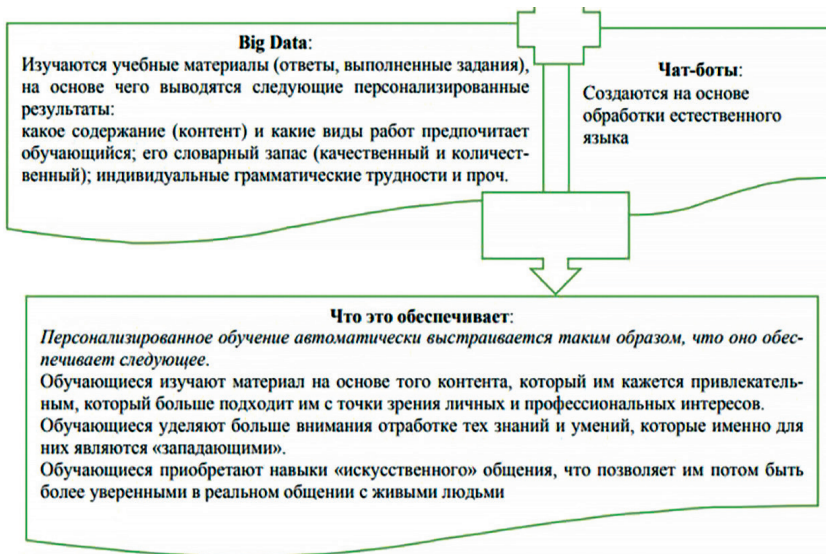 Big Data:
Изучаются учебные материалы (ответы, выполненные задания),
на основе чего выводятся следующие персонализированные
результаты:
какое содержание (контент) и какие виды работ предпочитает
обучающийся; его словарный запас (качественный и количест-
венный); индивидуальные грамматические трудности и проч.
Чат-боты:
Создаются на основе
обработки естественного
языка
Что это обеспечивает:
Персонализированное обучение автоматически выстраивается таким образом, что оно обес-
печивает следующее.
Обучающиеся изучают материал на основе того контента, который им кажется привлекатель-
ным, который больше подходит им с точки зрения личных и профессиональных интересов.
Обучающиеся уделяют больше внимания отработке тех знаний и умений, которые именно для
них являются «западающими».
Обучающиеся приобретают навыки «искусственного» общения, что позволяет им потом быть
более уверенными в реальном общении с живыми людьми